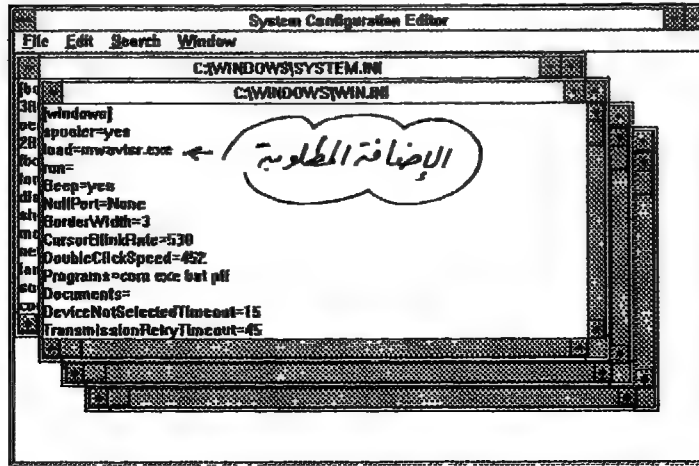 System Configuration Editor
File Edit Search Window
C:\WINDOWS\SYSTEM.INI
C:\WINDOWS\WIN.INI
[windows]
spooler=yes
load=mwavtsr.exe
الإضافة المطلوبة
run=
Beep=yes
NullPort=None
BorderWidth=3
CursorBlinkRate=530
DoubleClickSpeed=452
Programs=com exe bat pif
Documents=
DeviceNotSelectedTimeout=15
TransmissionRetryTimeout=45